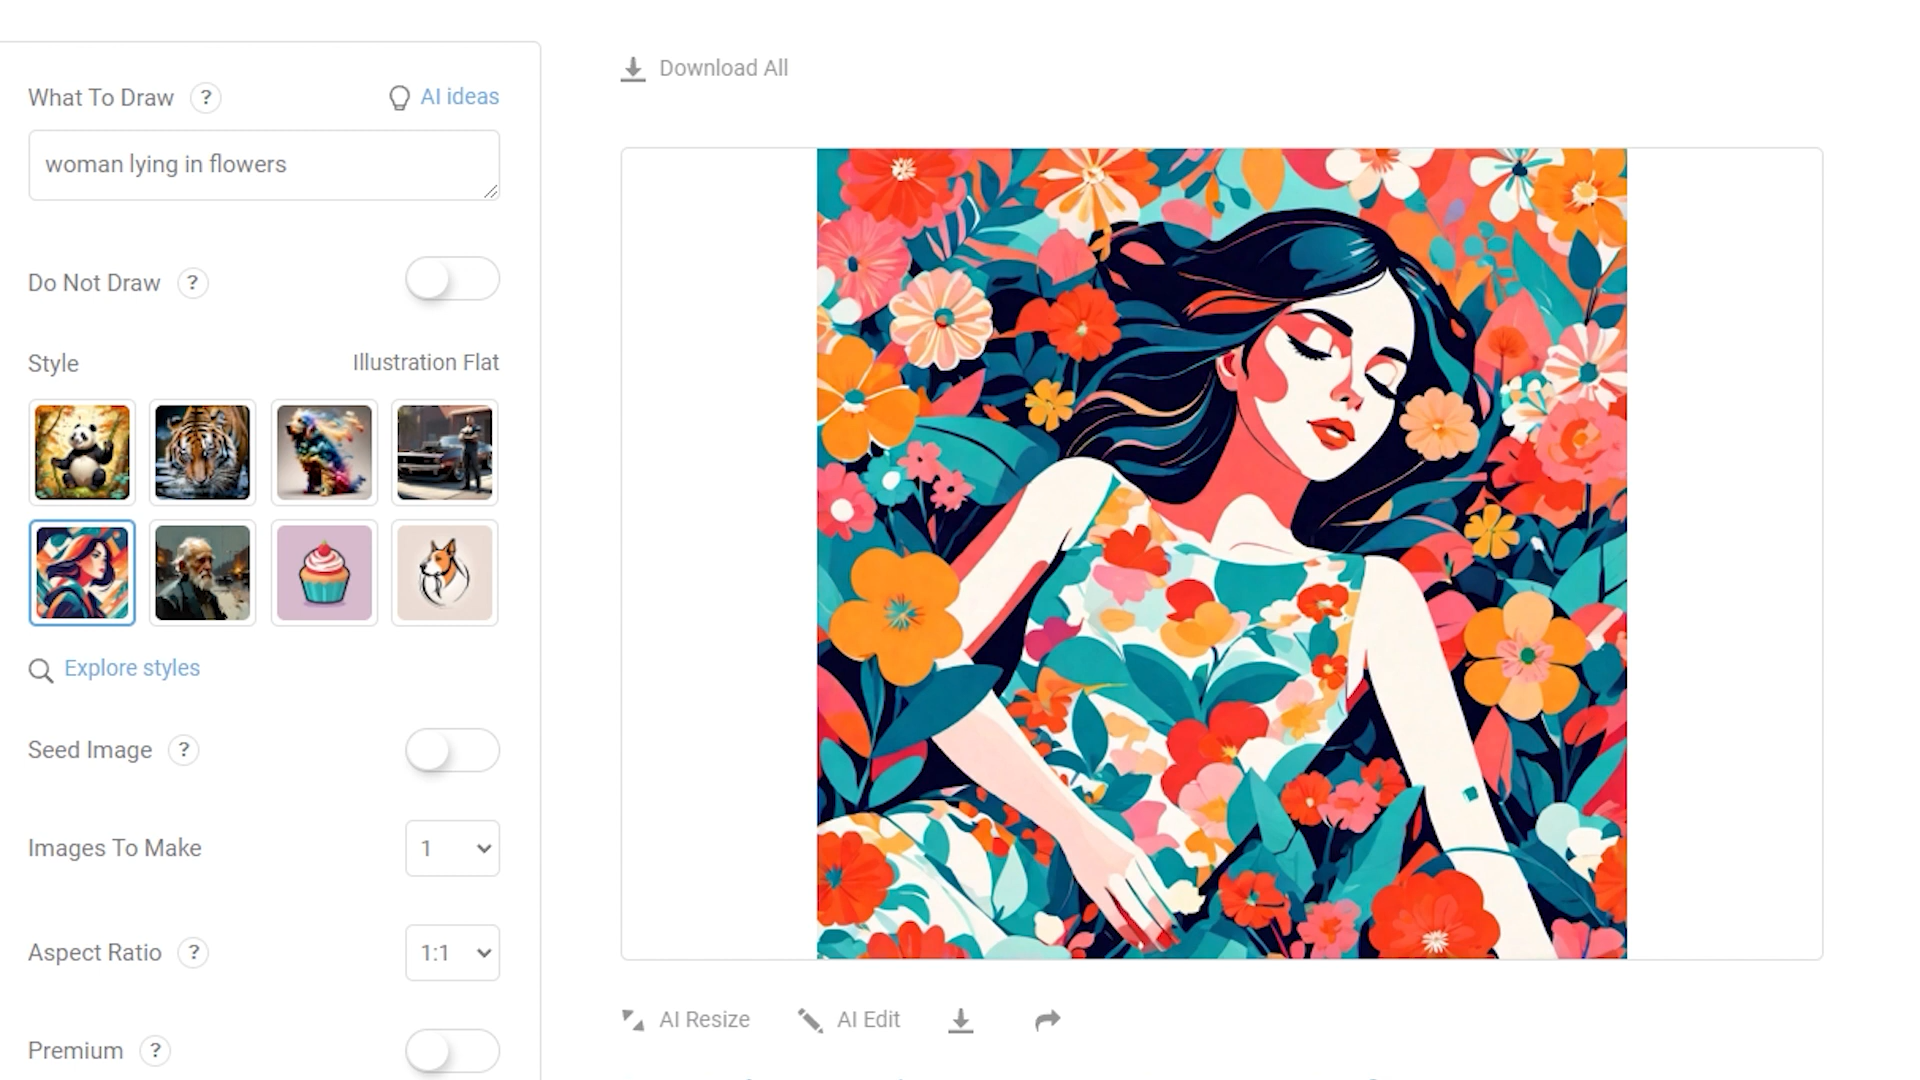 What To Draw ?
AI ideas
woman lying in flowers
Do Not Draw ?
Style
Illustration Flat
Explore styles
Seed Image ?
Images To Make
1
Aspect Ratio ?
1:1
Premium ?
Download All
AI Resize
AI Edit